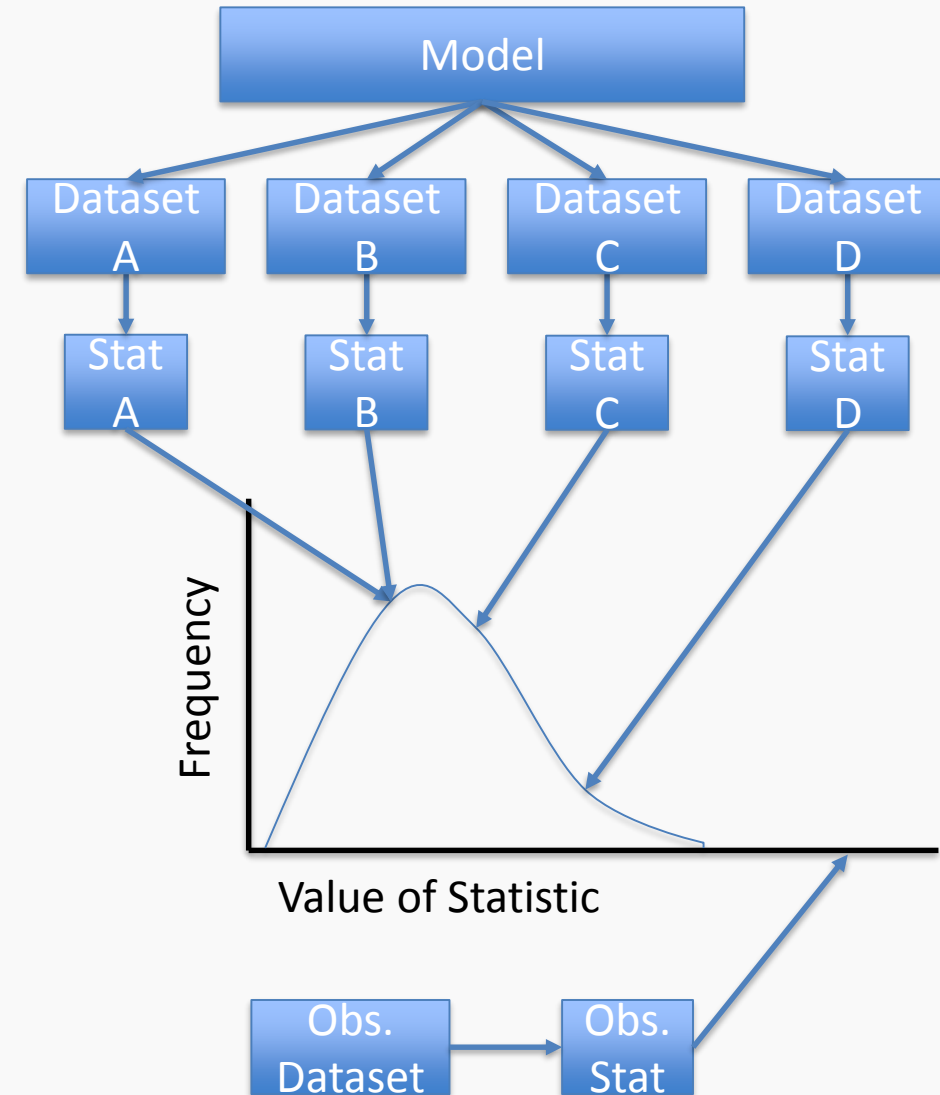 Model
Dataset
A
Dataset
B
Dataset
C
Dataset
D
Stat
A
Stat
B
Stat
C
Stat
D
Frequency
Value of Statistic
Obs.
Dataset
Obs.
Stat